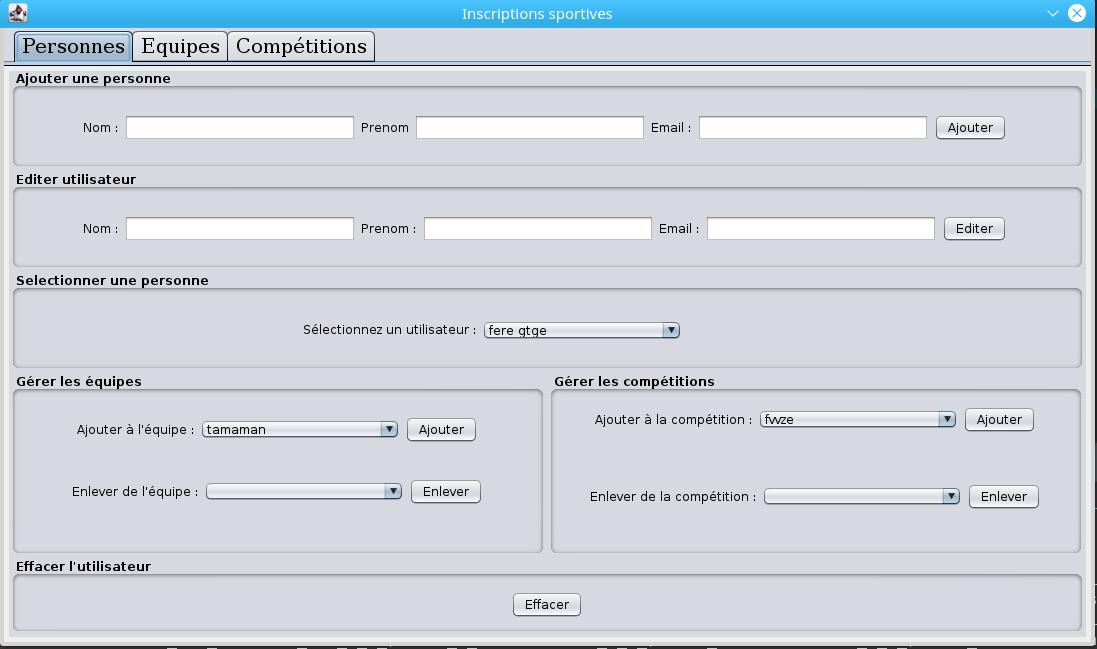 Inscriptions sportives
Personnes Equipes Compétitions
Ajouter une personne
Nom : Prenom Email : Ajouter
Editer utilisateur
Nom : Prenom : Email : Editer
Selectionner une personne
Sélectionnez un utilisateur : fere gtge
Gérer les équipes
Ajouter à l'équipe : tamaman Ajouter
Enlever de l'équipe : Enlever
Gérer les compétitions
Ajouter à la compétition : fvvze Ajouter
Enlever de la compétition : Enlever
Effacer l'utilisateur
Effacer